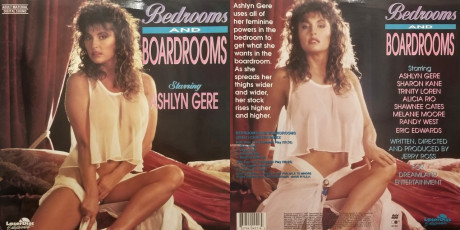 ADULT MATERIAL
Bedrooms
AND
BOARDROOMS
Starring
ASHLYN GERE
Ashlyn Gere
uses all of
her feminine
powers in the
bedroom to
get what she
wants in the
boardroom.
As she
spreads her
thighs wider
and wider,
her stock
rises higher
and higher.
Bedrooms
AND
BOARDROOMS
Starring
ASHLYN GERE
SHARON KANE
TRINITY LOREN
ALICIA RIO
SHAWNEE CATES
MELANIE MOORE
RANDY WEST
ERIC EDWARDS
WRITTEN, DIRECTED
AND PRODUCED BY
JERRY ROSS
DREAMLAND
ENTERTAINMENT